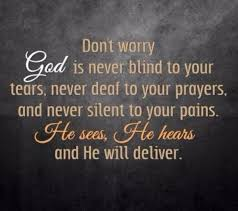 Don't worry
God is never blind to your
tears, never deaf to your prayers,
and never silent to your pains.
He sees, He hears
and He will deliver.